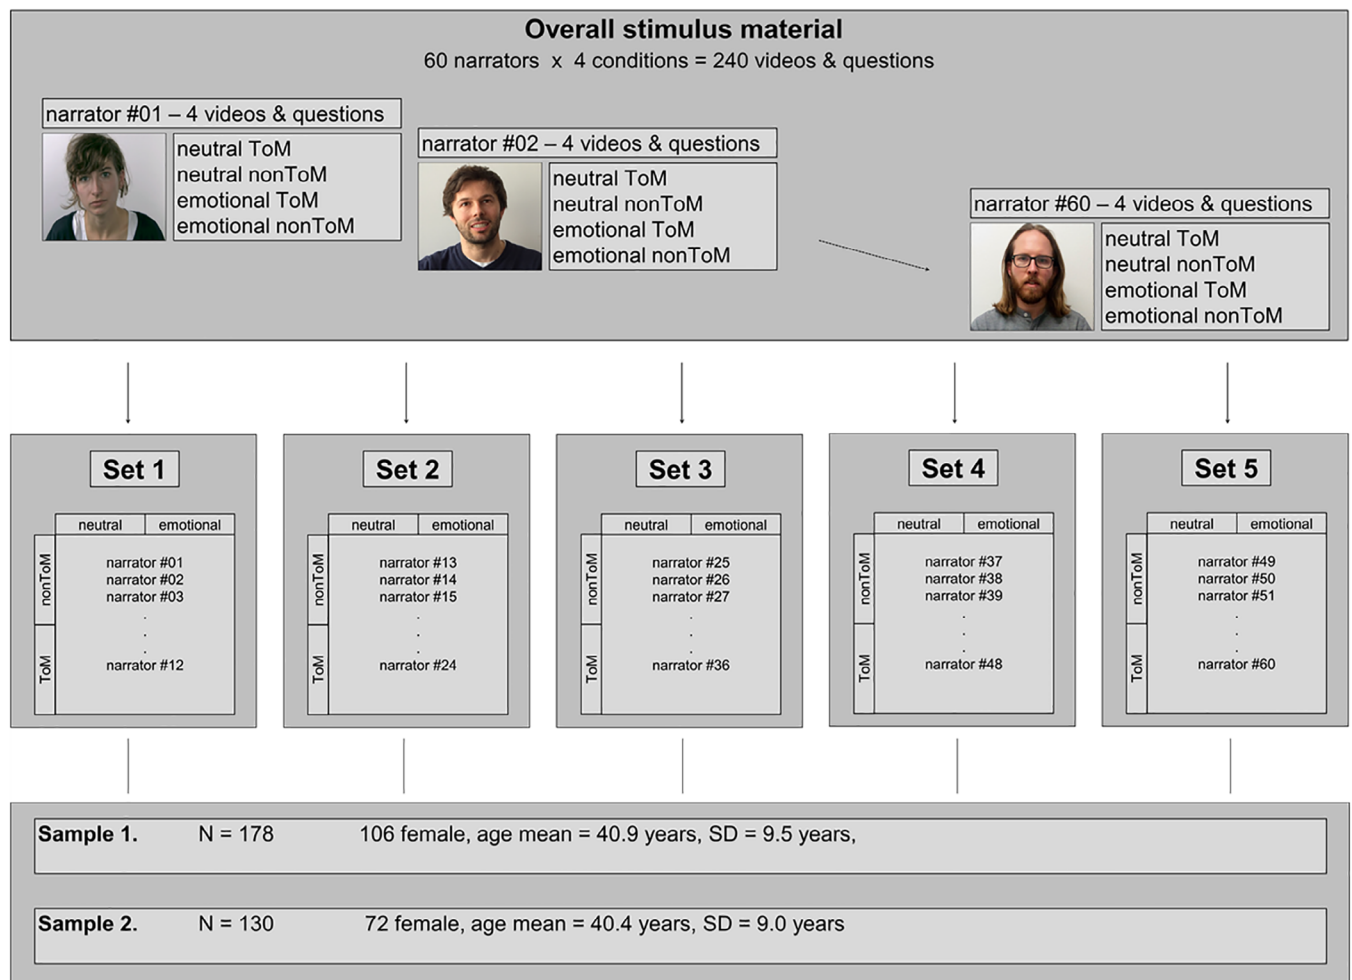 Overall stimulus material
60 narrators x 4 conditions = 240 videos & questions
narrator #01 – 4 videos & questions
neutral ToM
neutral nonToM
emotional ToM
emotional nonToM
narrator #02 – 4 videos & questions
neutral ToM
neutral nonToM
emotional ToM
emotional nonToM
narrator #60 – 4 videos & questions
neutral ToM
neutral nonToM
emotional ToM
emotional nonToM
Set 1
neutral emotional
nonToM
ToM
narrator #01
narrator #02
narrator #03
.
.
.
narrator #12
Set 2
neutral emotional
nonToM
ToM
narrator #13
narrator #14
narrator #15
.
.
.
narrator #24
Set 3
neutral emotional
nonToM
ToM
narrator #25
narrator #26
narrator #27
.
.
.
narrator #36
Set 4
neutral emotional
nonToM
ToM
narrator #37
narrator #38
narrator #39
.
.
.
narrator #48
Set 5
neutral emotional
nonToM
ToM
narrator #49
narrator #50
narrator #51
.
.
.
narrator #60
Sample 1. N = 178 106 female, age mean = 40.9 years, SD = 9.5 years,
Sample 2. N = 130 72 female, age mean = 40.4 years, SD = 9.0 years